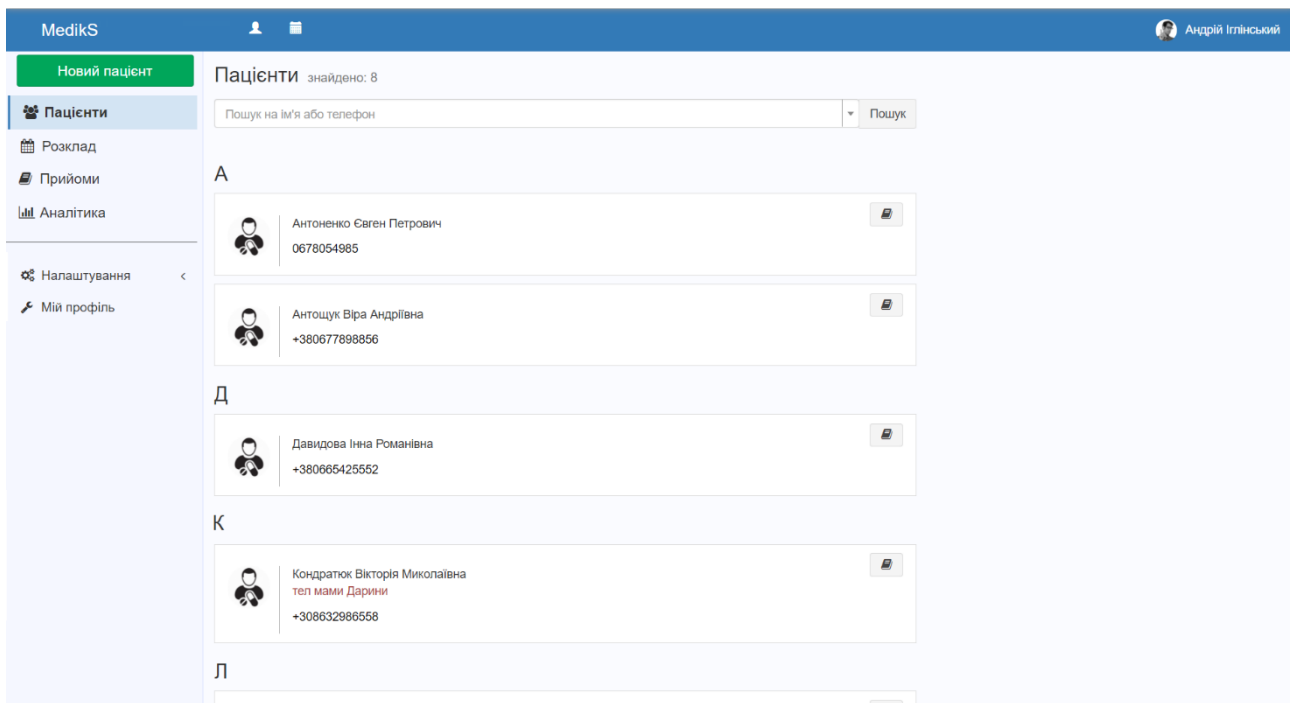 MedikS
Андрій Іглінський
Новий пацієнт
Пацієнти
Розклад
Прийоми
Аналітика
Налаштування
Мій профіль
Пацієнти знайдено: 8
Пошук на ім'я або телефон
Пошук
А
Антоненко Євген Петрович
0678054985
Антощук Віра Андріївна
+380677898856
Д
Давидова Інна Романівна
+380665425552
К
Кондратюк Вікторія Миколаївна
тел мами Дарини
+308632986558
Л